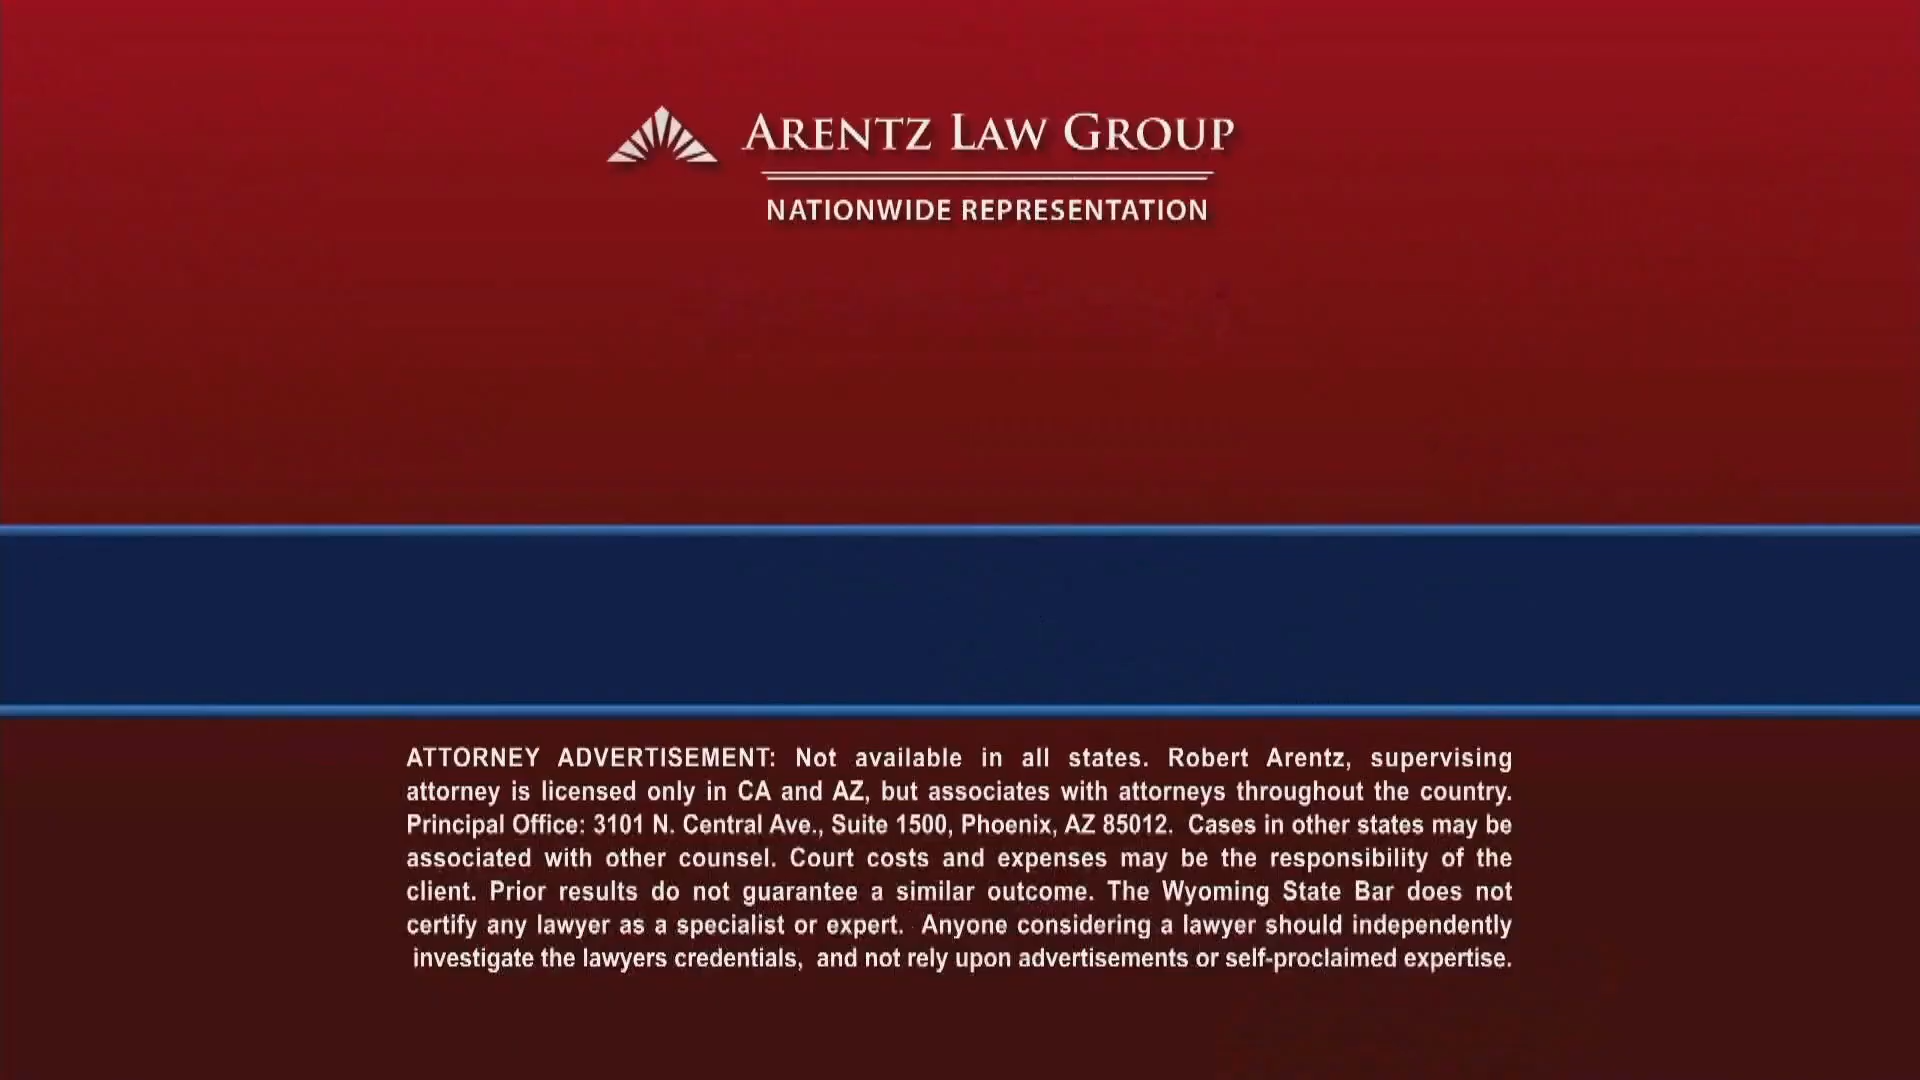 ARENTZ LAW GROUP
NATIONWIDE REPRESENTATION
ATTORNEY ADVERTISEMENT: Not available in all states. Robert Arentz, supervising
attorney is licensed only in CA and AZ, but associates with attorneys throughout the country.
Principal Office: 3101 N. Central Ave., Suite 1500, Phoenix, AZ 85012. Cases in other states may be
associated with other counsel. Court costs and expenses may be the responsibility of the
client. Prior results do not guarantee a similar outcome. The Wyoming State Bar does not
certify any lawyer as a specialist or expert. Anyone considering a lawyer should independently
investigate the lawyers credentials, and not rely upon advertisements or self-proclaimed expertise.